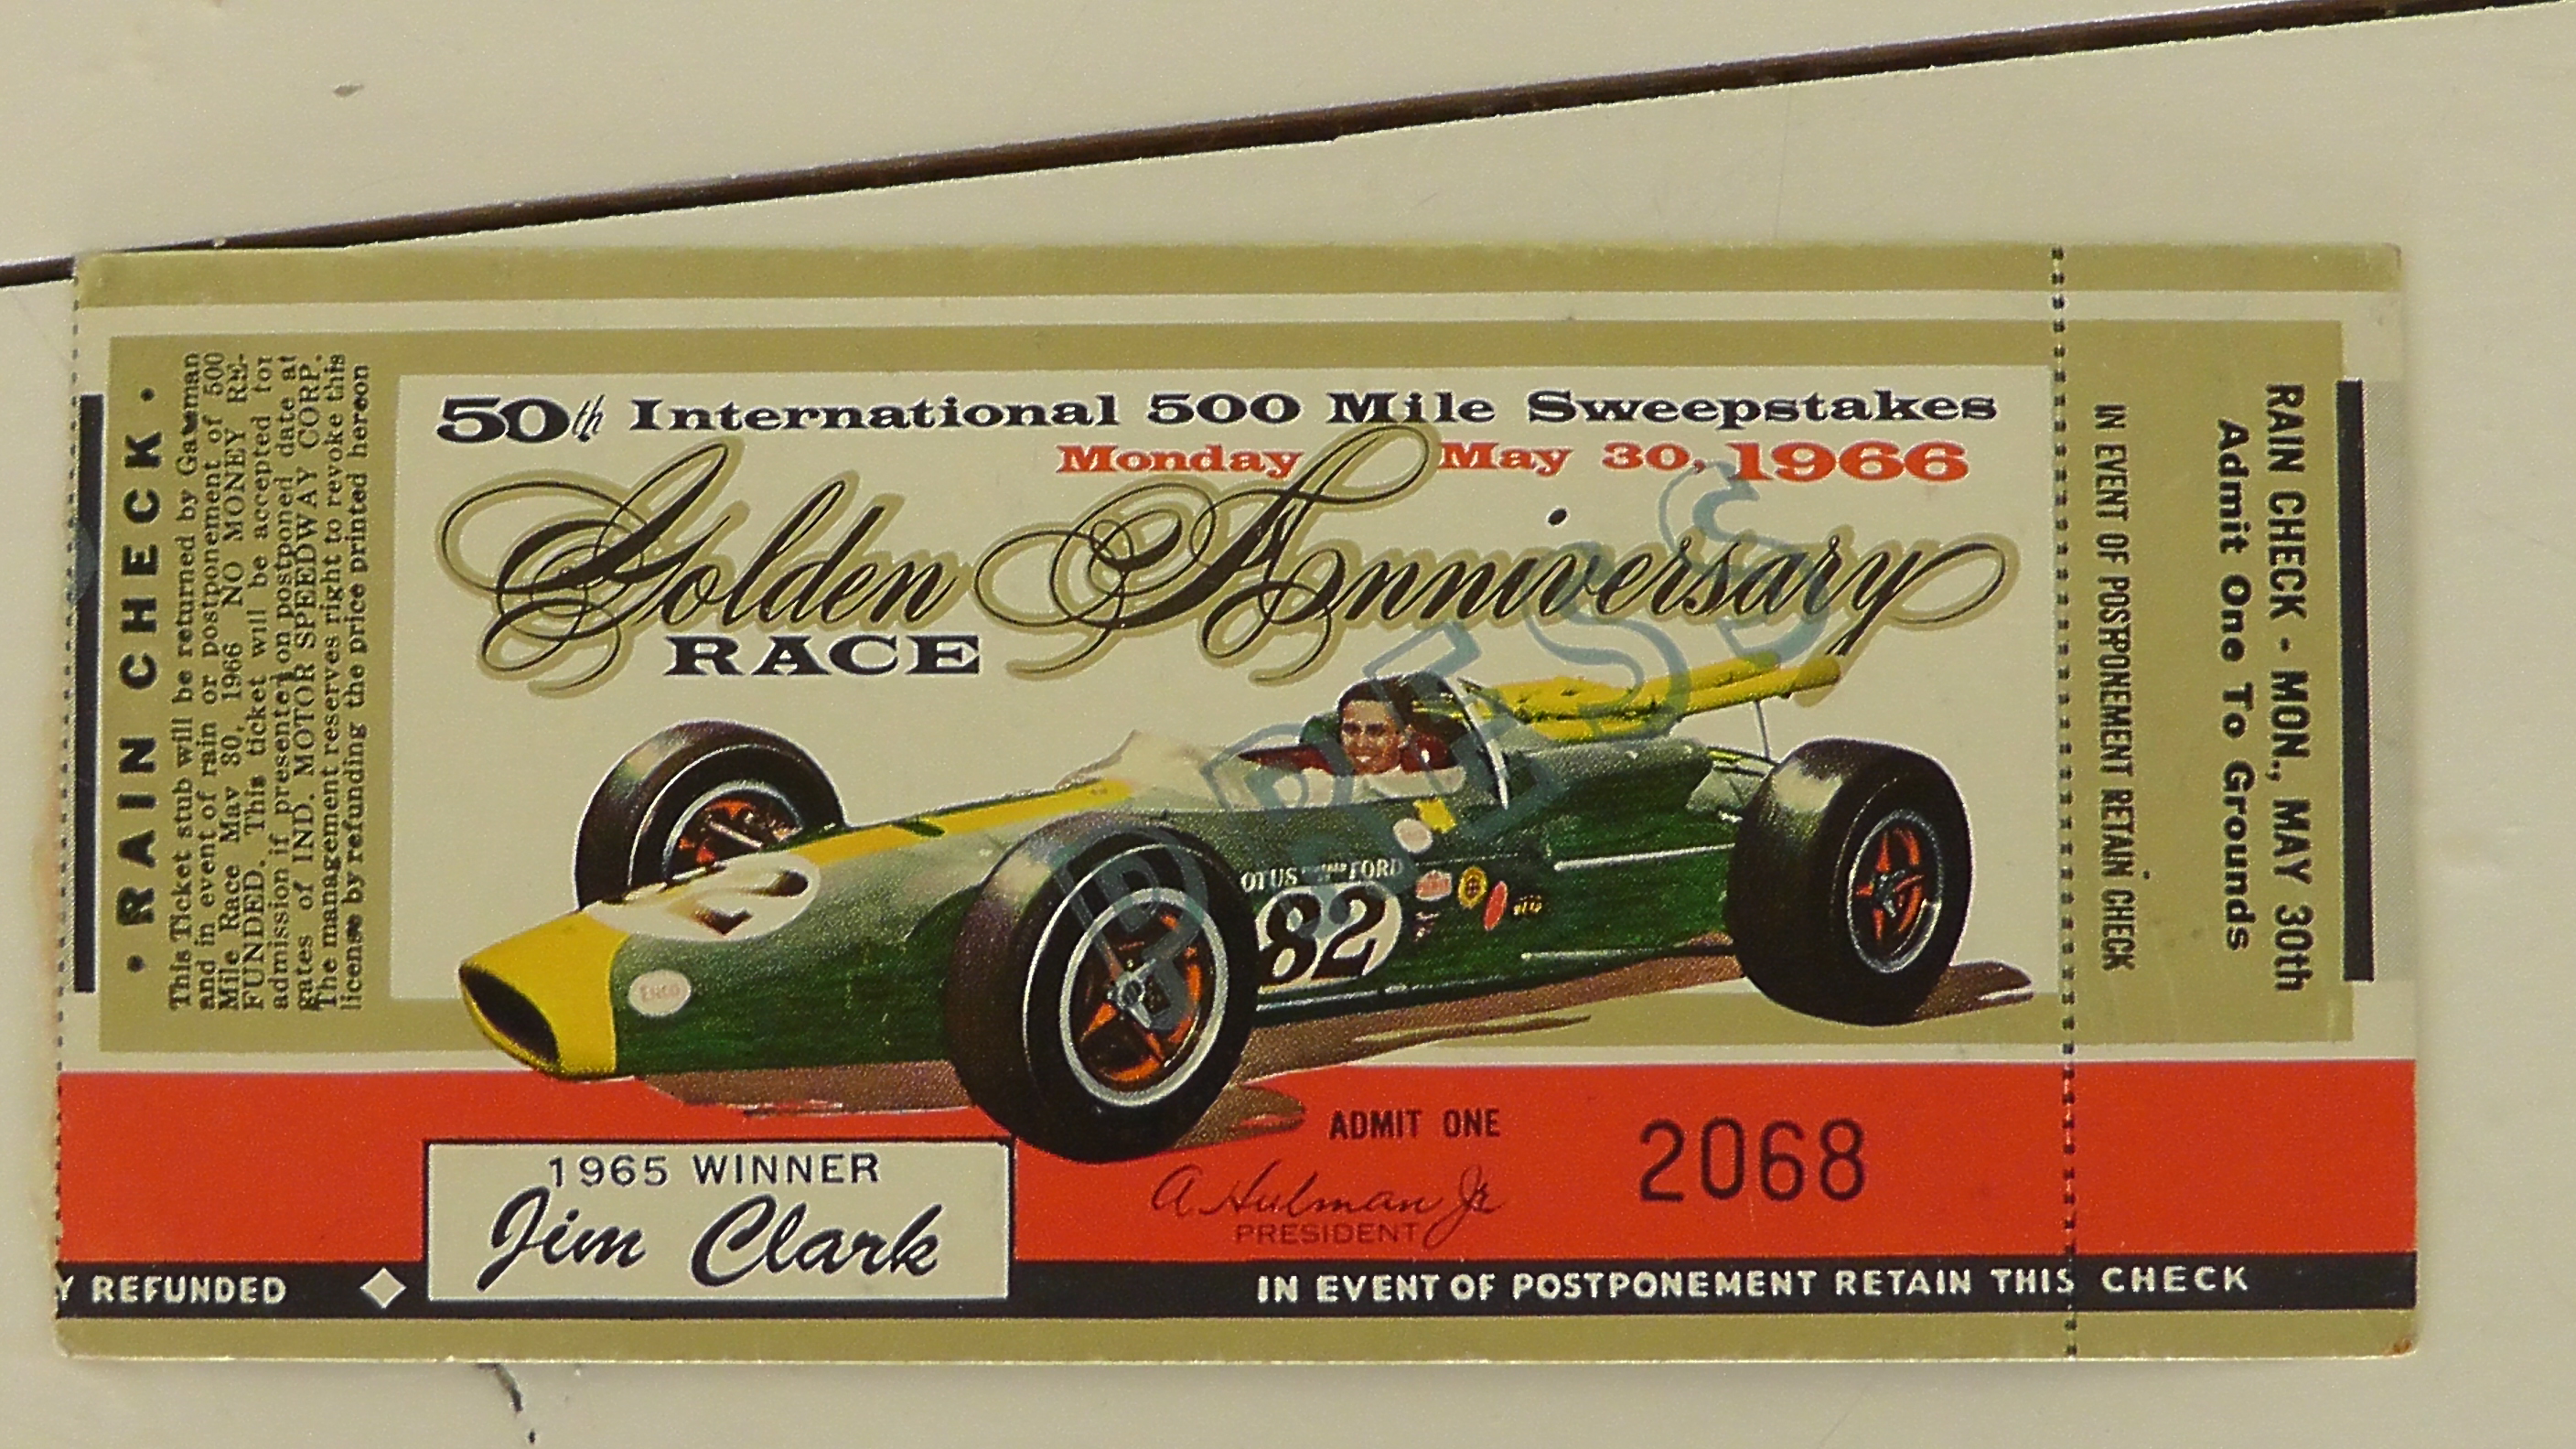 • RAIN CHECK •
This Ticket stub will be returned by Gateman
and in event of rain or postponement of 500
Mile Race May 30, 1966 NO MONEY RE-
FUNDED. This ticket will be accepted for
admission if presented on postponed date at
gates of IND. MOTOR SPEEDWAY CORP.
The management reserves right to revoke this
license by refunding the price printed hereon
50th International 500 Mile Sweepstakes
Monday May 30, 1966
Golden Anniversary
RACE
PRESS
OTUS FORD
82
2
ENCO
1965 WINNER
Jim Clark
ADMIT ONE
A Hulman Jr
PRESIDENT
2068
Y REFUNDED
IN EVENT OF POSTPONEMENT RETAIN THIS CHECK
RAIN CHECK - MON., MAY 30th
Admit One To Grounds
IN EVENT OF POSTPONEMENT RETAIN CHECK